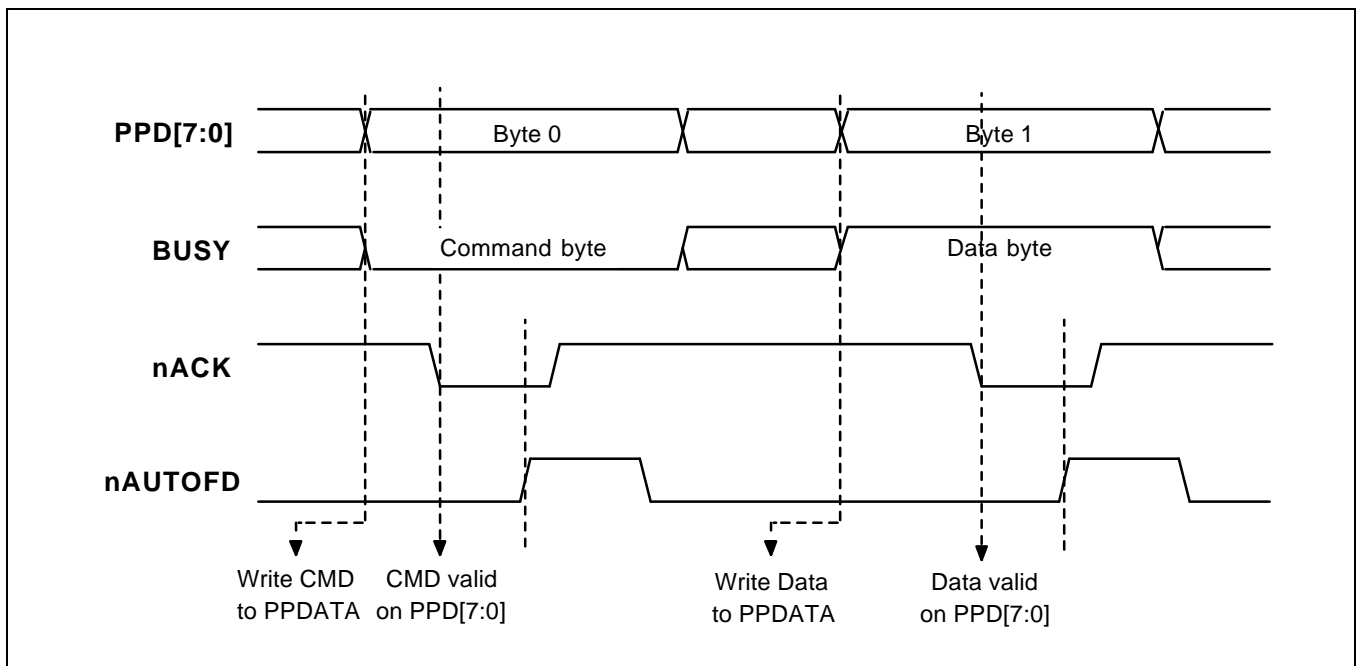 PPD[7:0]
Byte 0
Byte 1
BUSY
Command byte
Data byte
nACK
nAUTOFD
Write CMD
to PPDATA
CMD valid
on PPD[7:0]
Write Data
to PPDATA
Data valid
on PPD[7:0]